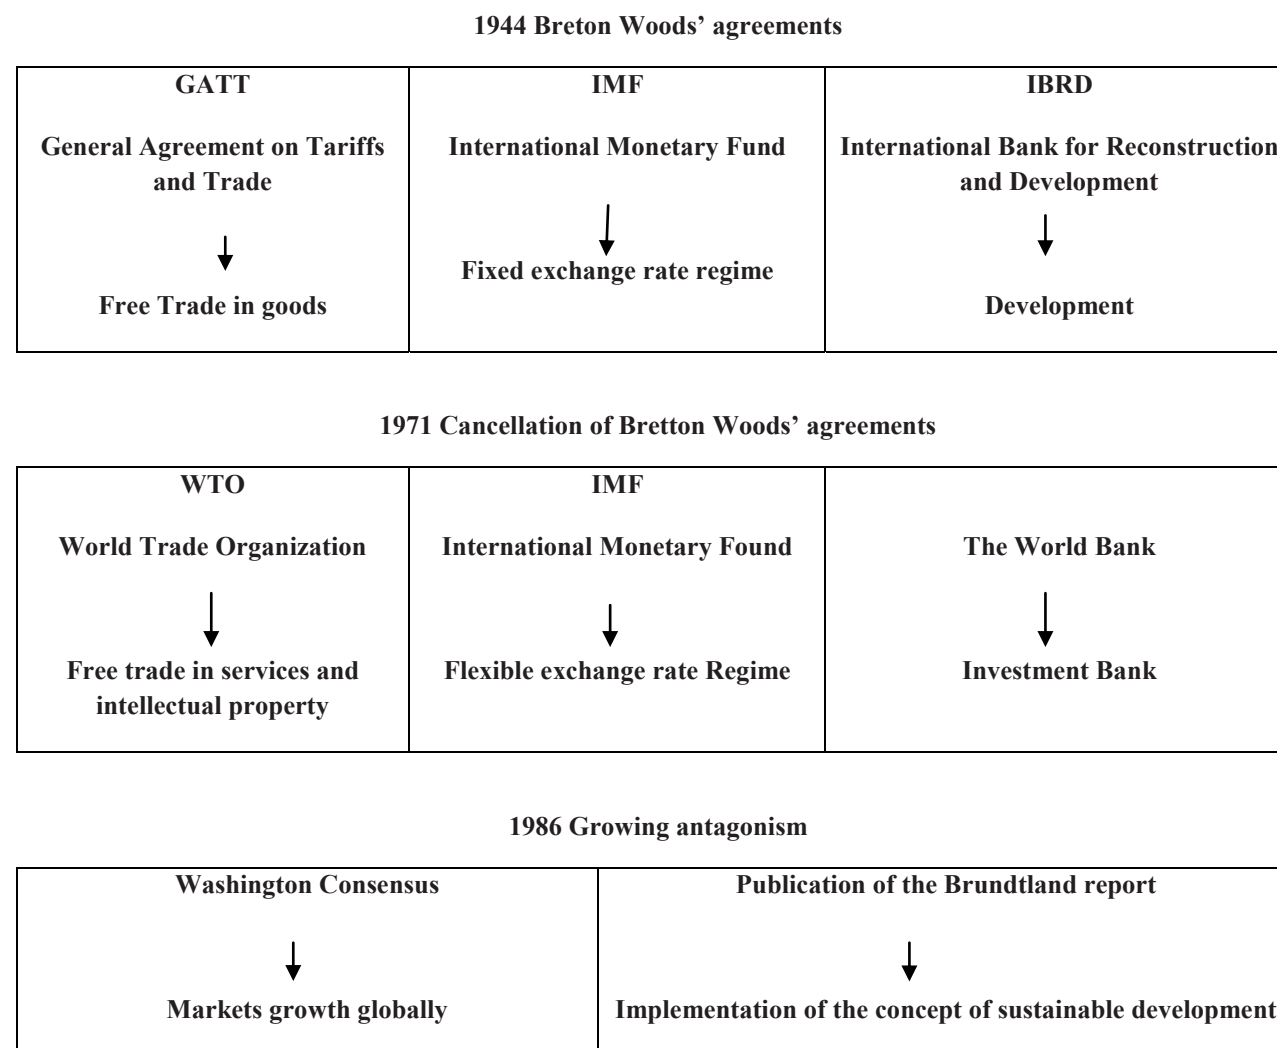 1944 Breton Woods’ agreements
GATT
General Agreement on Tariffs
and Trade
Free Trade in goods
IMF
International Monetary Fund
Fixed exchange rate regime
IBRD
International Bank for Reconstruction
and Development
Development
1971 Cancellation of Bretton Woods’ agreements
WTO
World Trade Organization
Free trade in services and
intellectual property
IMF
International Monetary Found
Flexible exchange rate Regime
The World Bank
Investment Bank
1986 Growing antagonism
Washington Consensus
Markets growth globally
Publication of the Brundtland report
Implementation of the concept of sustainable development